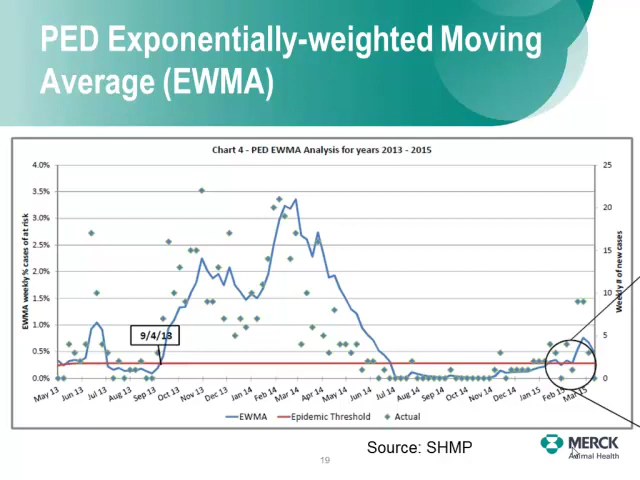 PED Exponentially-weighted Moving
Average (EWMA)
Chart 4 - PED EWMA Analysis for years 2013 - 2015
4.0%
3.5%
3.0%
2.5%
2.0%
1.5%
1.0%
0.5%
0.0%
EWMA weekly % cases of at risk
25
20
15
10
5
0
Weekly # of new cases
9/4/13
May 13
Jun 13
Jul 13
Aug 13
Sep 13
Oct 13
Nov 13
Dec 13
Jan 14
Feb 14
Mar 14
Apr 14
May 14
Jun 14
Jul 14
Aug 14
Sep 14
Oct 14
Nov 14
Dec 14
Jan 15
Feb 15
Mar 15
EWMA
Epidemic Threshold
Actual
Source: SHMP
19
MERCK
Animal Health